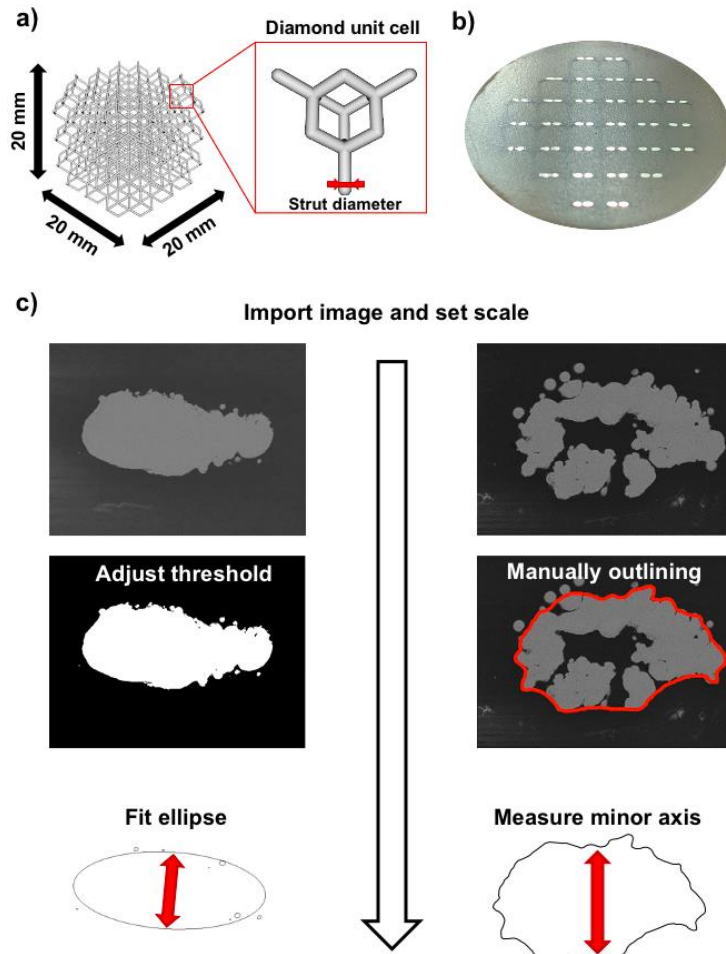 a)
Diamond unit cell
b)
20 mm
Strut diameter
20 mm
20 mm
c)
Import image and set scale
Adjust threshold
Manually outlining
Fit ellipse
Measure minor axis